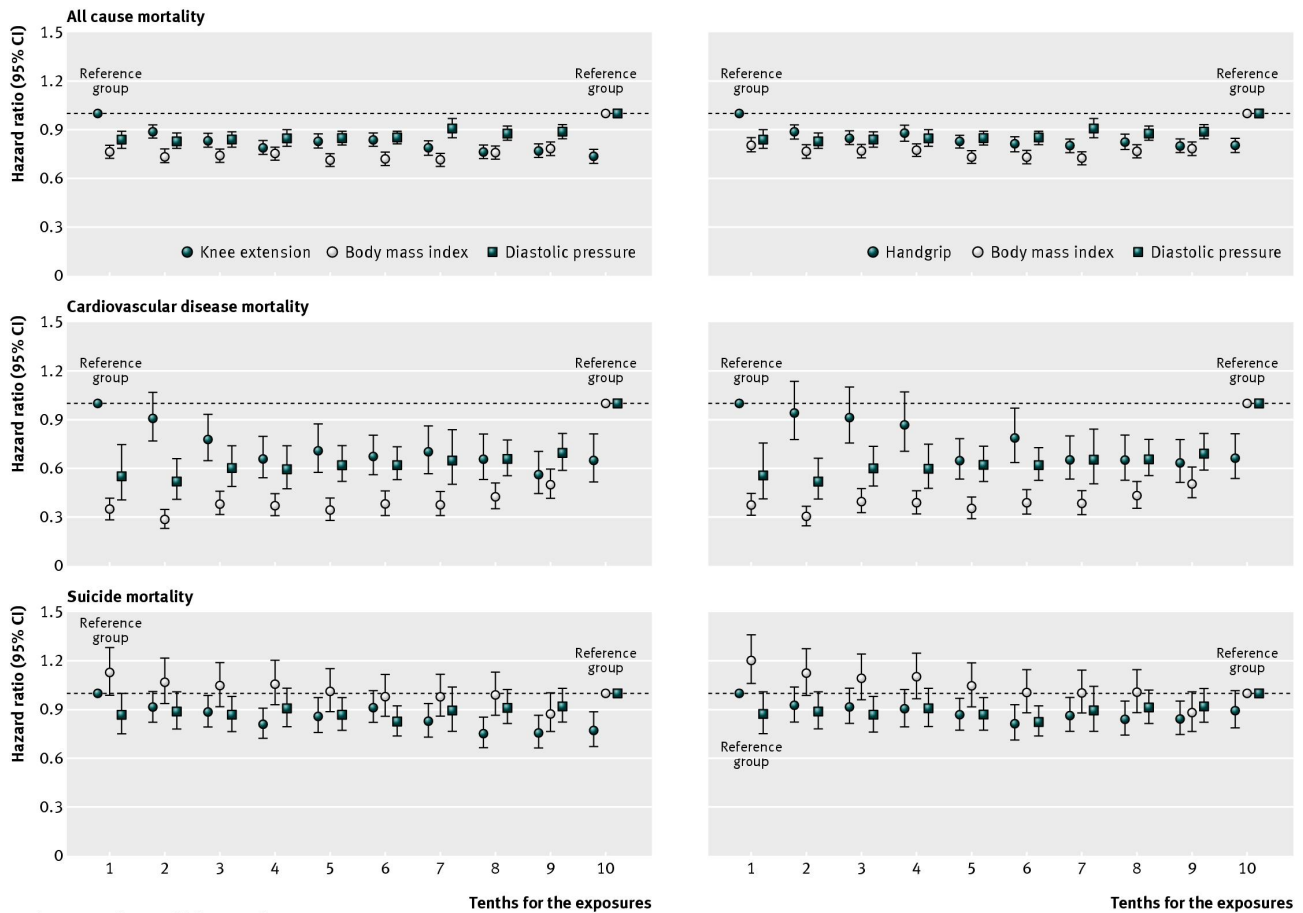 All cause mortality
Hazard ratio (95% CI)
1.5
1.2
0.9
0.6
0.3
0
Reference
group
Reference
group
Knee extension Body mass index Diastolic pressure
Reference
group
Reference
group
Handgrip Body mass index Diastolic pressure
Cardiovascular disease mortality
Hazard ratio (95% CI)
1.5
1.2
0.9
0.6
0.3
0
Reference
group
Reference
group
Reference
group
Reference
group
Suicide mortality
Hazard ratio (95% CI)
1.5
1.2
0.9
0.6
0.3
0
Reference
group
Reference
group
1 2 3 4 5 6 7 8 9 10
Tenths for the exposures
Reference
group
Reference
group
1 2 3 4 5 6 7 8 9 10
Tenths for the exposures